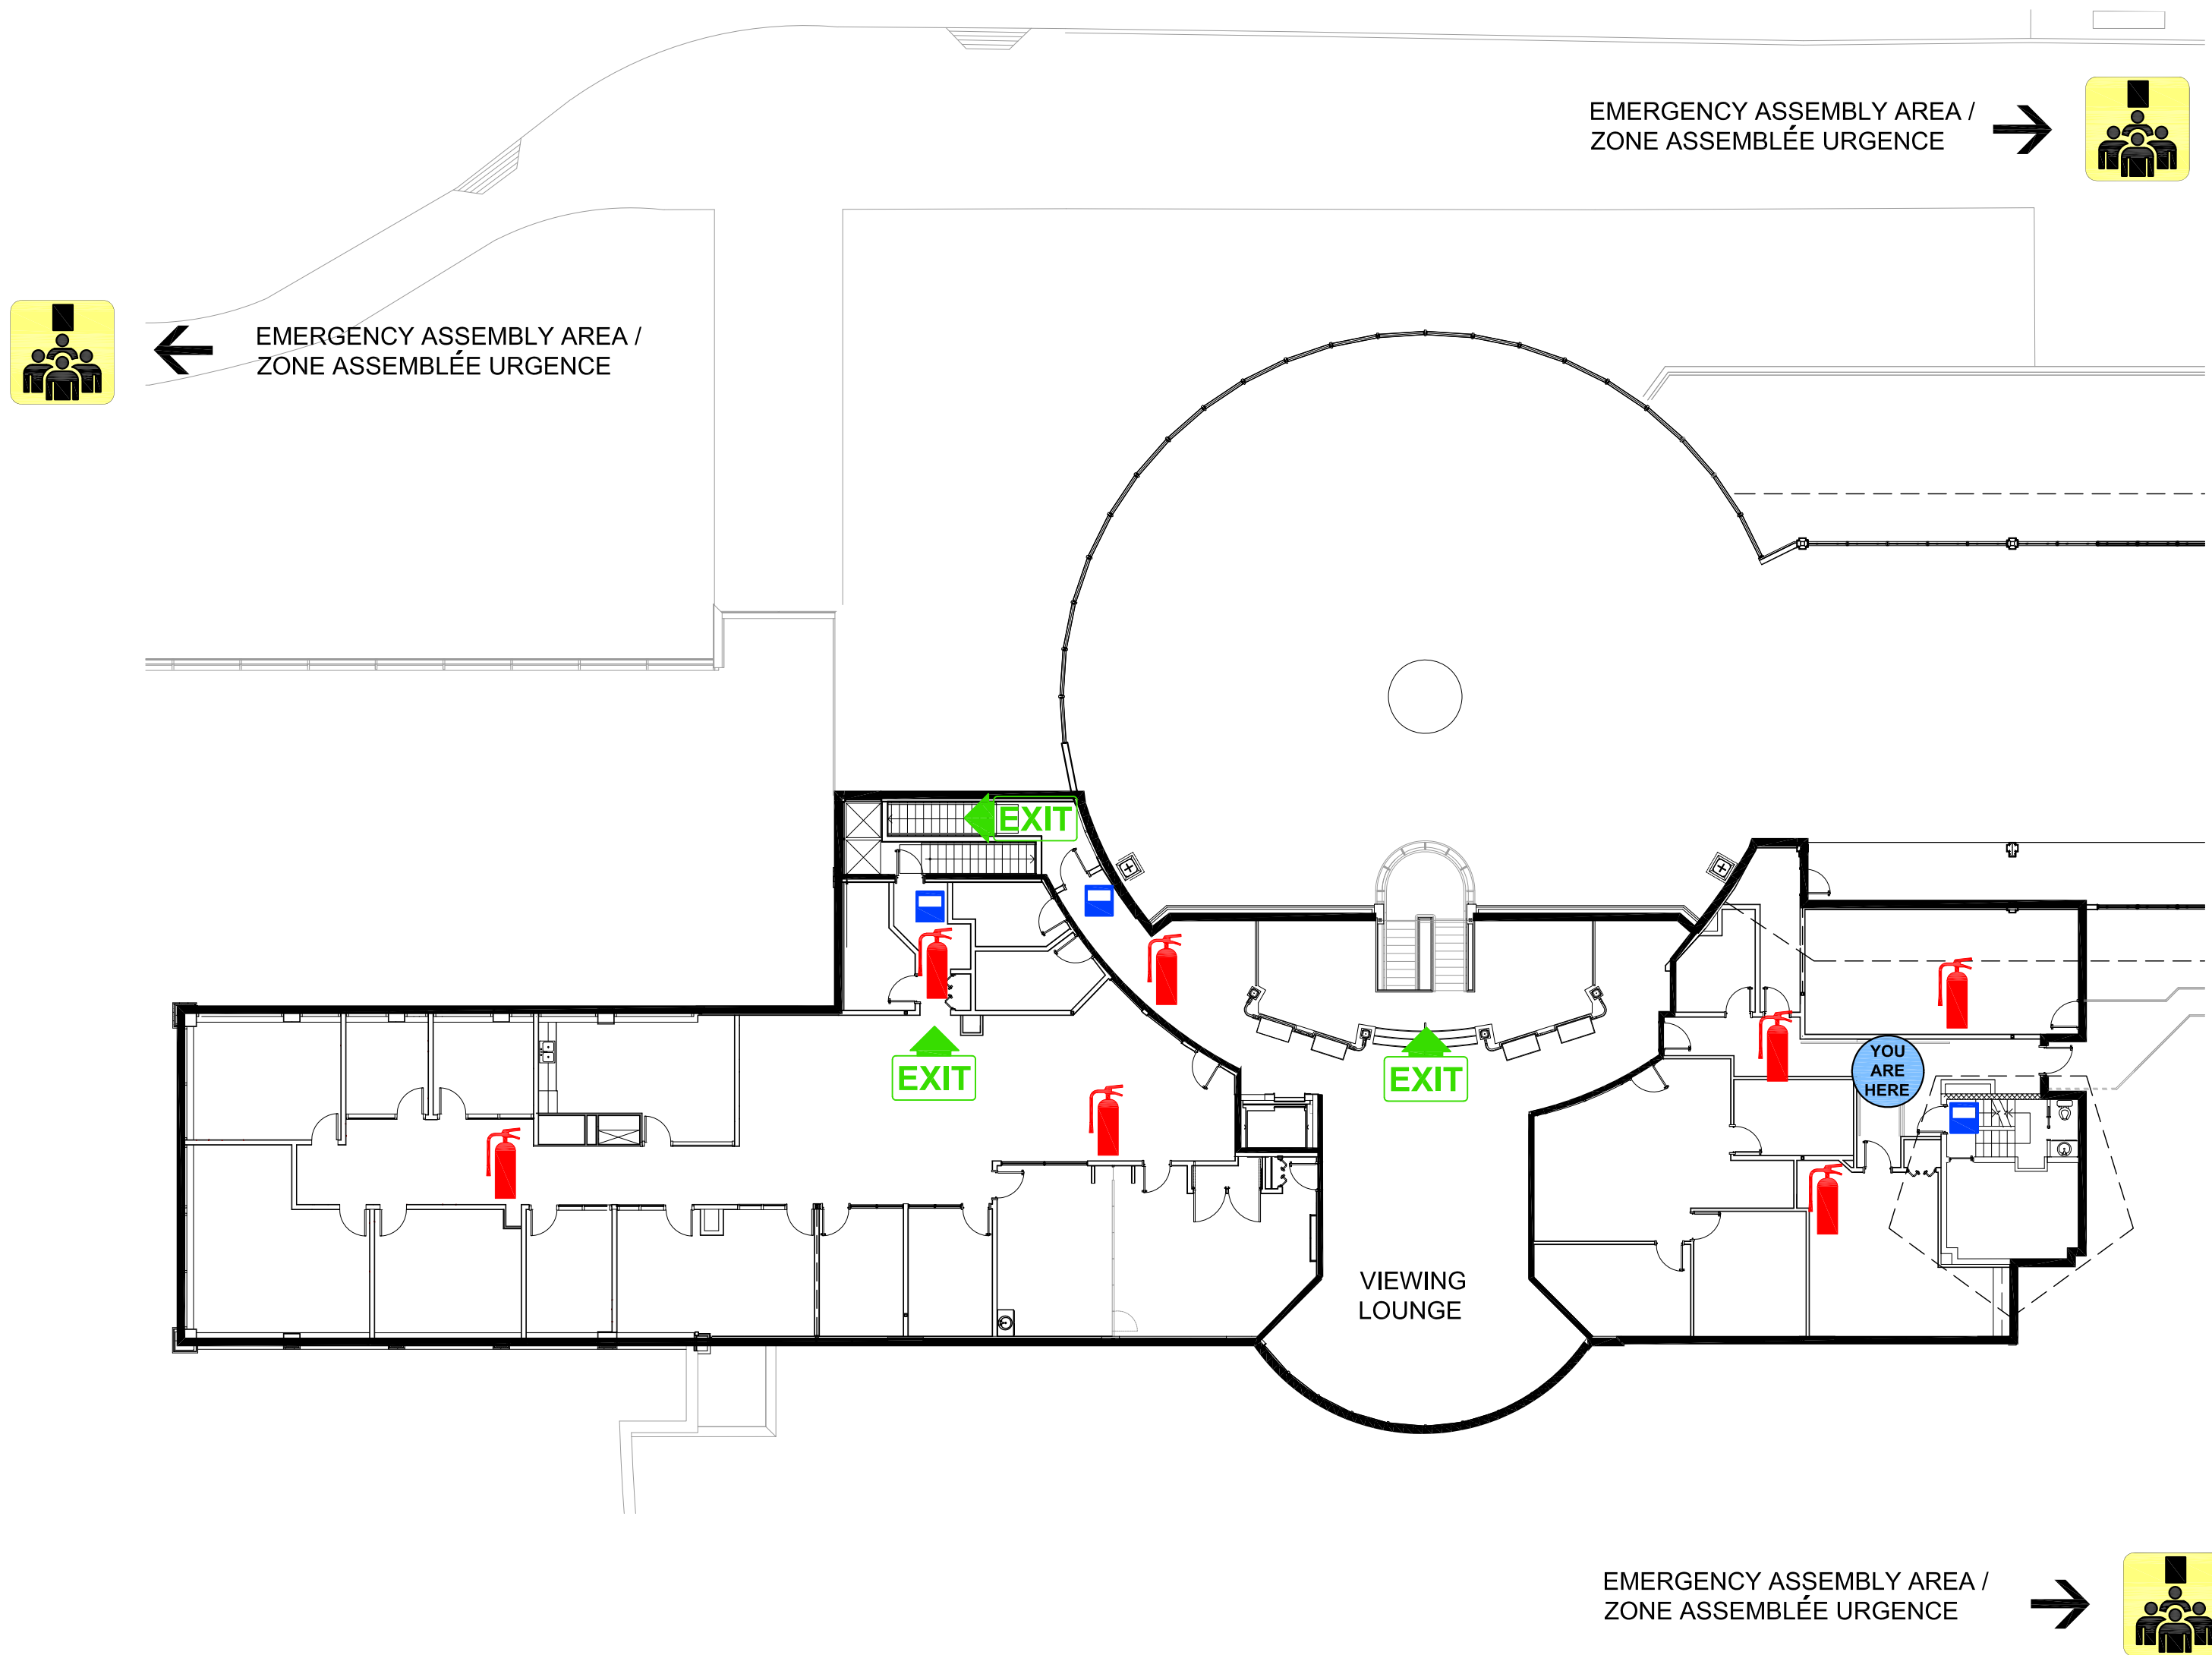 EMERGENCY ASSEMBLY AREA /
ZONE ASSEMBLÉE URGENCE
EMERGENCY ASSEMBLY AREA /
ZONE ASSEMBLÉE URGENCE
EXIT
EXIT
EXIT
YOU
ARE
HERE
VIEWING
LOUNGE
EMERGENCY ASSEMBLY AREA /
ZONE ASSEMBLÉE URGENCE